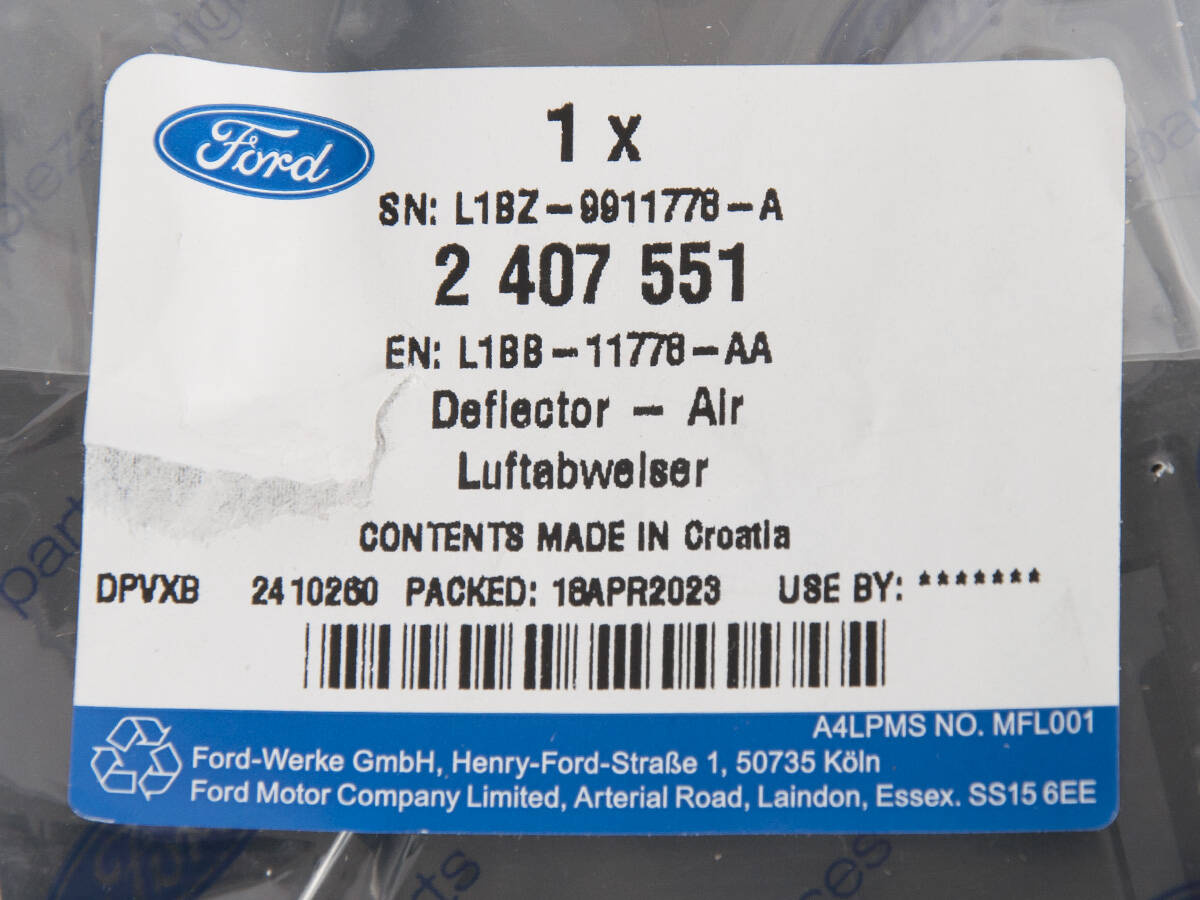 Ford
1 x
SN: L1BZ-9911778-A
2 407 551
EN: L1BB-11778-AA
Deflector - Air
Luftabweiser
CONTENTS MADE IN Croatia
DPVXB 2410260 PACKED: 18APR2023 USE BY: *******
A4LPMS NO. MFL001
Ford-Werke GmbH, Henry-Ford-Straße 1, 50735 Köln
Ford Motor Company Limited, Arterial Road, Laindon, Essex. SS15 6EE